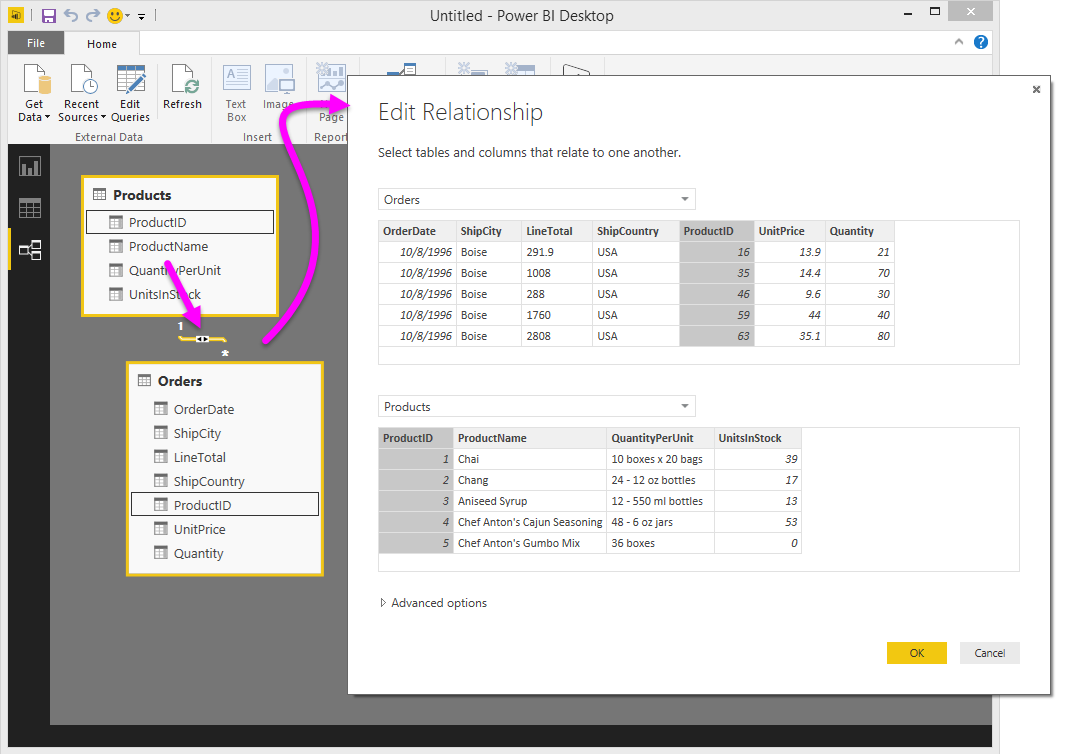 Untitled - Power BI Desktop
File Home
Get Data Recent Sources Edit Queries Refresh Text Box Image Page
External Data Insert Report
Products
ProductID
ProductName
QuantityPerUnit
UnitsInStock
1
*
Orders
OrderDate
ShipCity
LineTotal
ShipCountry
ProductID
UnitPrice
Quantity
Edit Relationship
Select tables and columns that relate to one another.
Orders
OrderDate ShipCity LineTotal ShipCountry ProductID UnitPrice Quantity
10/8/1996 Boise 291.9 USA 16 13.9 21
10/8/1996 Boise 1008 USA 35 14.4 70
10/8/1996 Boise 288 USA 46 9.6 30
10/8/1996 Boise 1760 USA 59 44 40
10/8/1996 Boise 2808 USA 63 35.1 80
Products
ProductID ProductName QuantityPerUnit UnitsInStock
1 Chai 10 boxes x 20 bags 39
2 Chang 24 - 12 oz bottles 17
3 Aniseed Syrup 12 - 550 ml bottles 13
4 Chef Anton's Cajun Seasoning 48 - 6 oz jars 53
5 Chef Anton's Gumbo Mix 36 boxes 0
Advanced options
OK Cancel